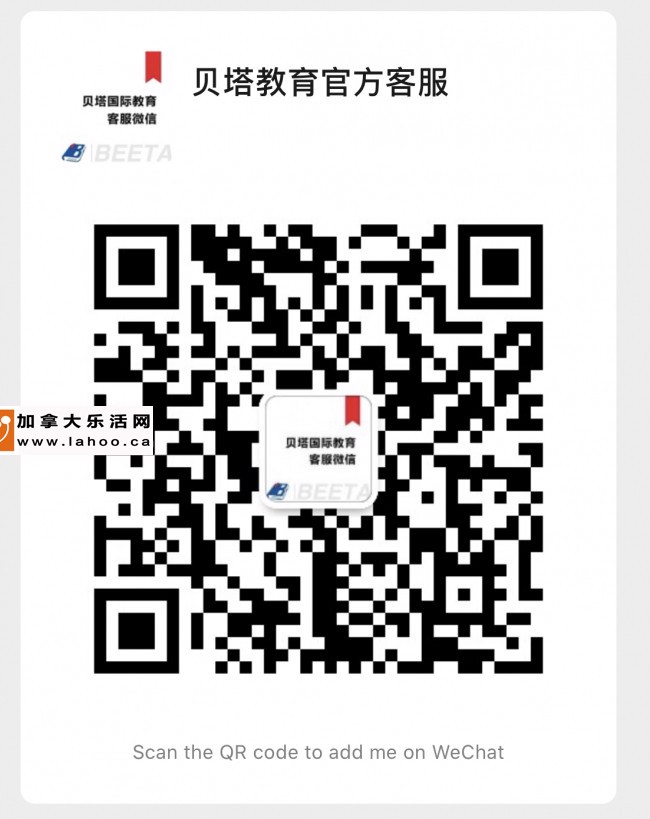 贝塔教育官方客服
贝塔国际教育
客服微信
BEETA
加拿大乐活网
www.lahoo.ca
贝塔国际教育
客服微信
BEETA
Scan the QR code to add me on WeChat